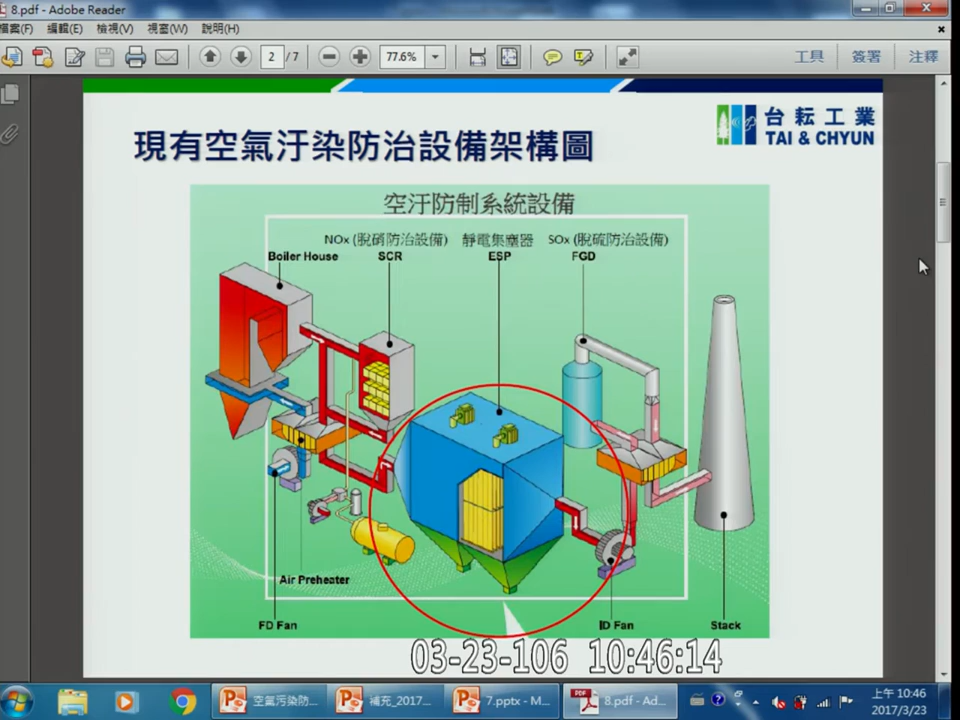 8.pdf - Adobe Reader
檔案(F) 編輯(E) 檢視(V) 視窗(W) 說明(H)
2 / 7 77.6% 工具 簽署 注釋
台耘工業
TAI & CHYUN
現有空氣汙染防治設備架構圖
空汙防制系統設備
NOx (脫硝防治設備) 靜電集塵器 SOx (脫硫防治設備)
Boiler House SCR ESP FGD
Air Preheater
FD Fan ID Fan Stack
03-23-106 10:46:14
空氣污染防... 補充_2017... 7.pptx - M... 8.pdf - Ad...
上午 10:46
2017/3/23